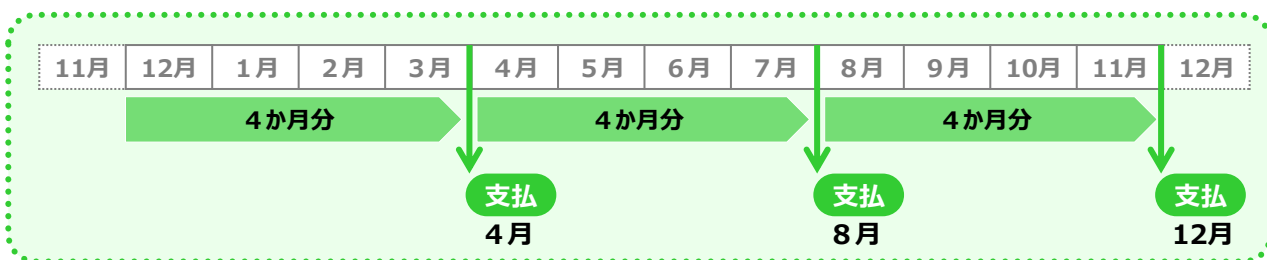 11月 12月 1月 2月 3月 4月 5月 6月 7月 8月 9月 10月 11月 12月
4か月分 4か月分 4か月分
支払 支払 支払
4月 8月 12月